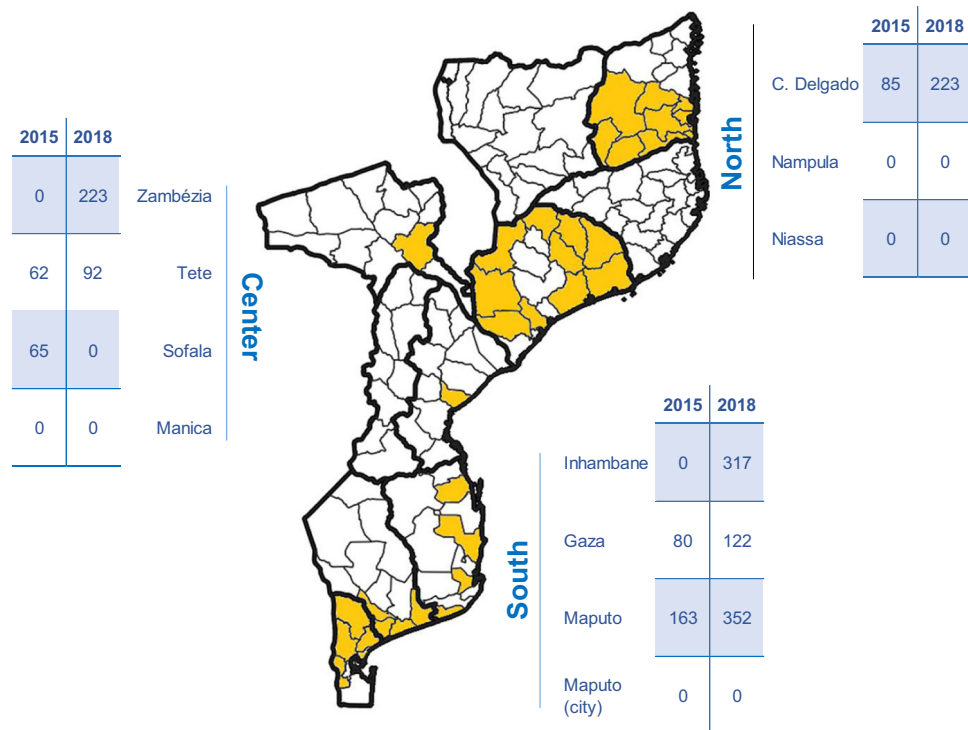 2015 2018
C. Delgado 85 223
Nampula 0 0
Niassa 0 0
North
2015 2018
0 223 Zambézia
62 92 Tete
65 0 Sofala
0 0 Manica
Center
2015 2018
Inhambane 0 317
Gaza 80 122
Maputo 163 352
Maputo
(city) 0 0
South